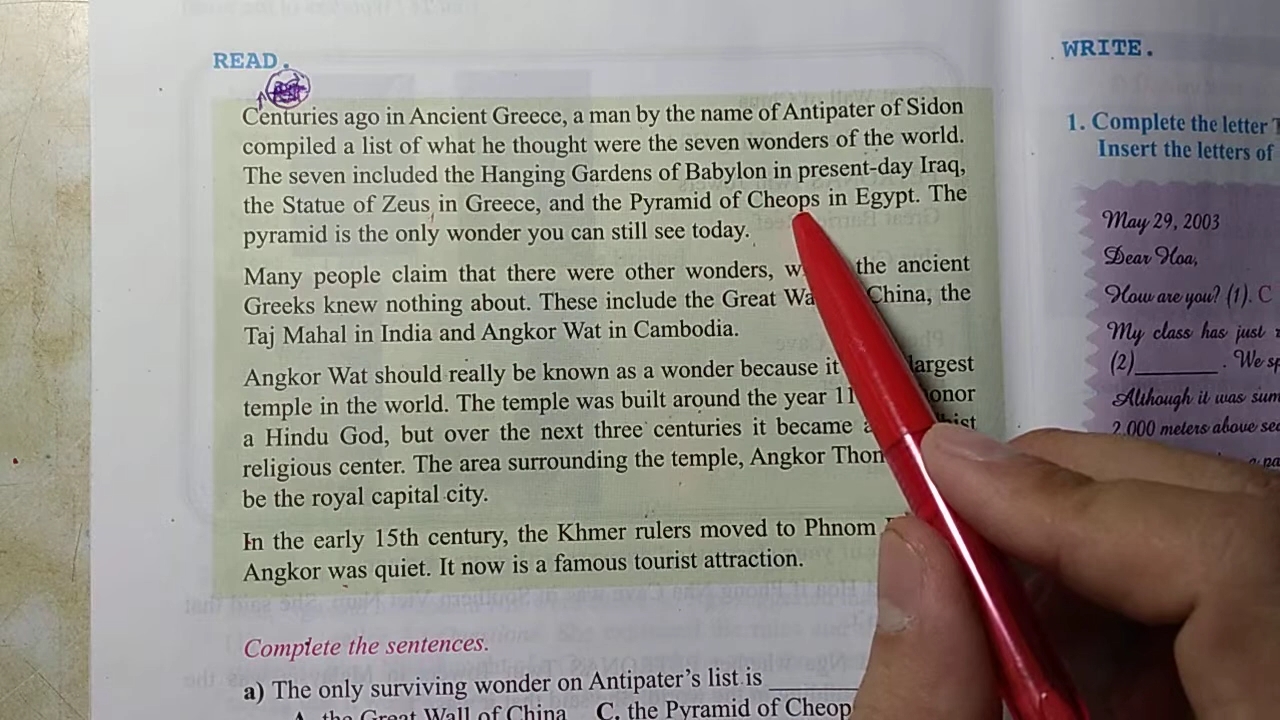 READ.
Centuries ago in Ancient Greece, a man by the name of Antipater of Sidon
compiled a list of what he thought were the seven wonders of the world.
The seven included the Hanging Gardens of Babylon in present-day Iraq,
the Statue of Zeus in Greece, and the Pyramid of Cheops in Egypt. The
pyramid is the only wonder you can still see today.
Many people claim that there were other wonders, the ancient
Greeks knew nothing about. These include the Great China, the
Taj Mahal in India and Angkor Wat in Cambodia.
Angkor Wat should really be known as a wonder because it largest
temple in the world. The temple was built around the year
a Hindu God, but over the next three centuries it became
religious center. The area surrounding the temple, Angkor
be the royal capital city.
In the early 15th century, the Khmer rulers moved to Phnom
Angkor was quiet. It now is a famous tourist attraction.
Complete the sentences.
a) The only surviving wonder on Antipater's list is ________
A. the Great Wall of China C. the Pyramid of Cheop
WRITE.
1. Complete the letter
Insert the letters of
May 29, 2003
Dear Hoa,
How are you? (1). C
My class has just
(2)________. We
Although it was
2,000 meters above